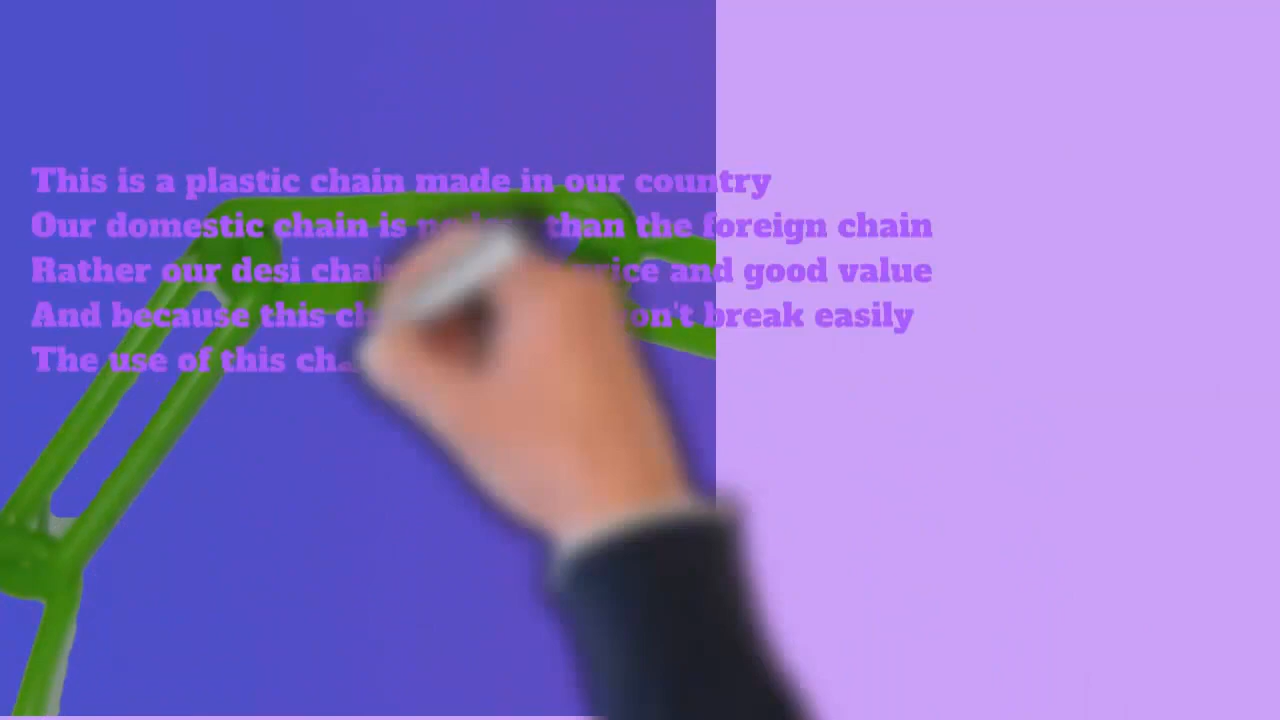 This is a plastic chain made in our country
Our domestic chain is than the foreign chain
Rather our desi chain and good value
And because this break easily
The use of this